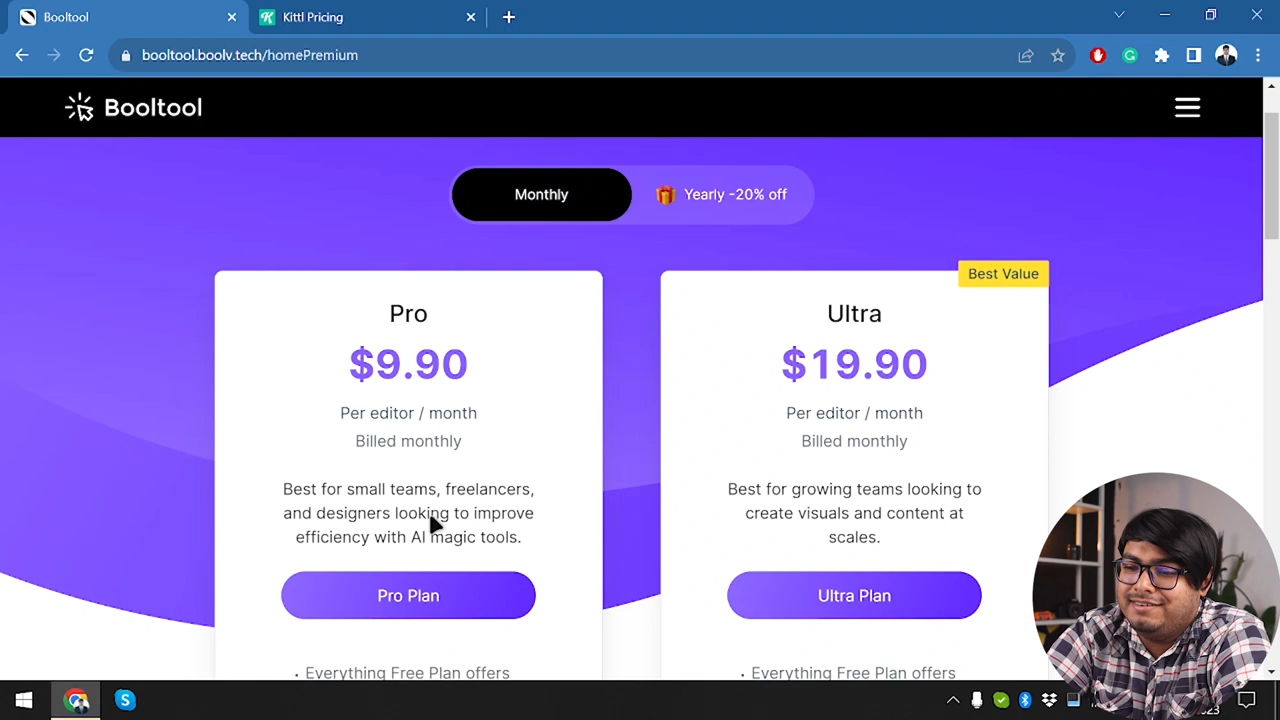 Booltool
Kittl Pricing
booltool.boolv.tech/homePremium
Booltool
Monthly
Yearly -20% off
Best Value
Pro
$9.90
Per editor / month
Billed monthly
Best for small teams, freelancers,
and designers looking to improve
efficiency with AI magic tools.
Pro Plan
• Everything Free Plan offers
Ultra
$19.90
Per editor / month
Billed monthly
Best for growing teams looking to
create visuals and content at
scales.
Ultra Plan
• Everything Free Plan offers